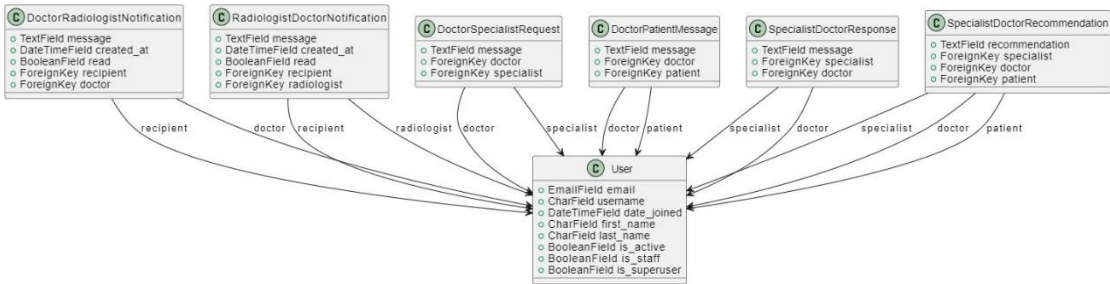 C DoctorRadiologistNotification
TextField message
DateTimeField created_at
BooleanField read
ForeignKey recipient
ForeignKey doctor
C RadiologistDoctorNotification
TextField message
DateTimeField created_at
BooleanField read
ForeignKey recipient
ForeignKey radiologist
C DoctorSpecialistRequest
TextField message
ForeignKey doctor
ForeignKey specialist
C DoctorPatientMessage
TextField message
ForeignKey doctor
ForeignKey patient
C SpecialistDoctorResponse
TextField message
ForeignKey specialist
ForeignKey doctor
C SpecialistDoctorRecommendation
TextField recommendation
ForeignKey specialist
ForeignKey doctor
ForeignKey patient
recipient
doctor
recipient
radiologist
doctor
specialist
doctor
patient
specialist
doctor
specialist
doctor
patient
C User
EmailField email
CharField username
DateTimeField date_joined
CharField first_name
CharField last_name
BooleanField is_active
BooleanField is_staff
BooleanField is_superuser